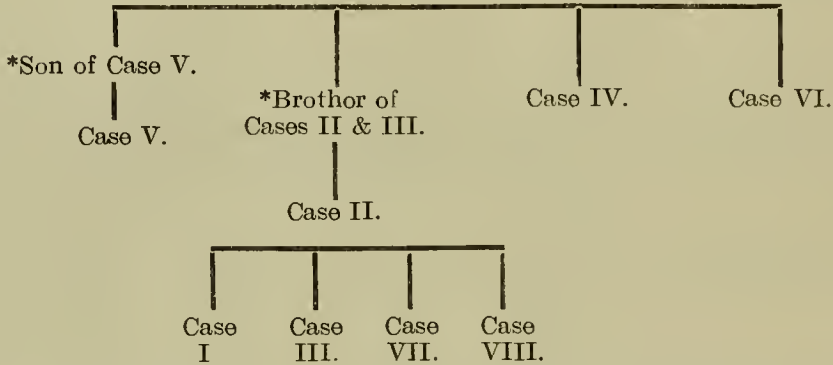 *Son of Case V.
Case V.
*Brothor of
Cases II & III.
Case II.
Case IV.
Case VI.
Case
I
Case
III.
Case
VII.
Case
VIII.